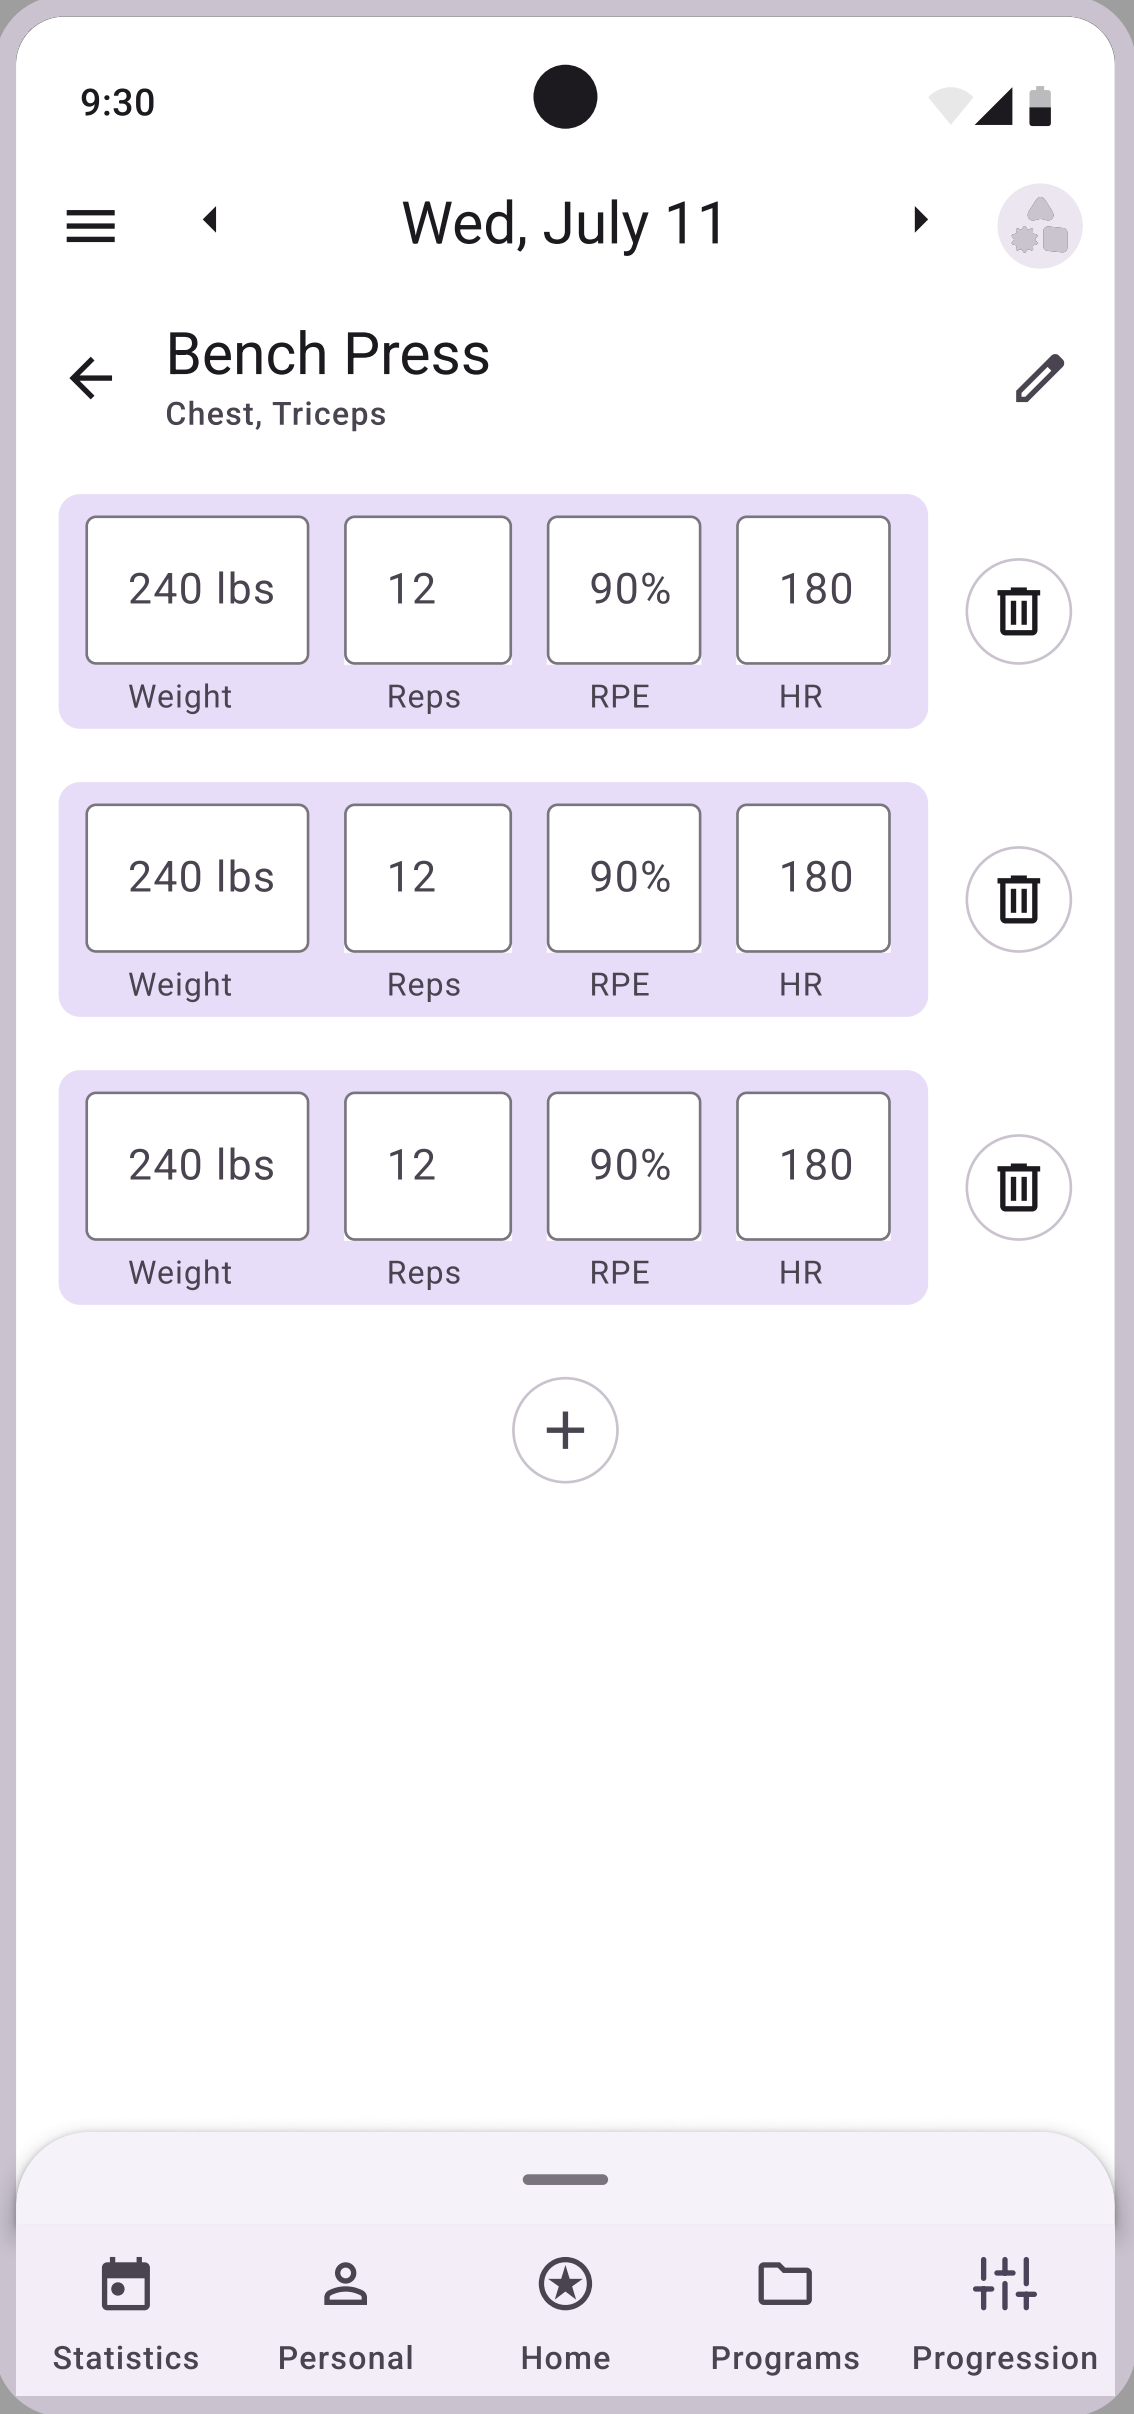 9:30
Wed, July 11
Bench Press
Chest, Triceps
240 lbs 12 90% 180
Weight Reps RPE HR
240 lbs 12 90% 180
Weight Reps RPE HR
240 lbs 12 90% 180
Weight Reps RPE HR
Statistics Personal Home Programs Progression